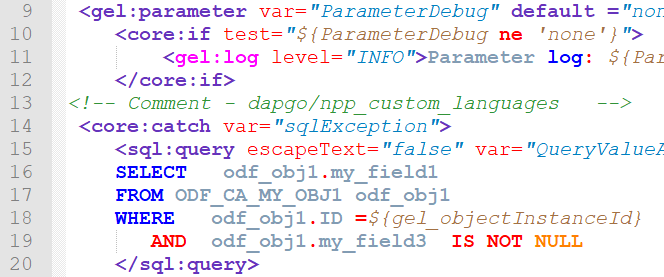 9 <gel:parameter var="ParameterDebug" default ="non
10 <core:if test="${ParameterDebug ne 'none'}">
11 <gel:log level="INFO">Parameter log: ${Par
12 </core:if>
13 <!-- Comment - dapgo/npp_custom_languages   -->
14 <core:catch var="sqlException">
15 <sql:query escapeText="false" var="QueryValueA
16 SELECT   odf_obj1.my_field1
17 FROM ODF_CA_MY_OBJ1 odf_obj1
18 WHERE   odf_obj1.ID =${gel_objectInstanceId}
19 AND  odf_obj1.my_field3  IS NOT NULL
20 </sql:query>